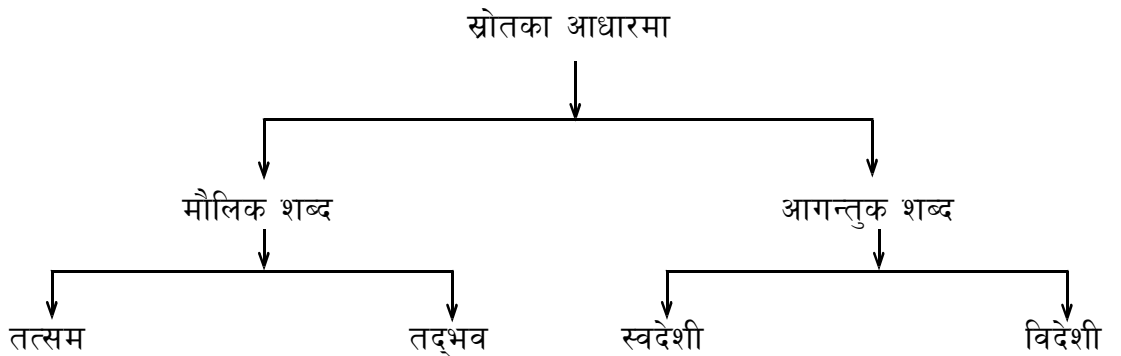 स्रोतका आधारमा
मौलिक शब्द आगन्तुक शब्द
तत्सम तद्‌भव स्वदेशी विदेशी